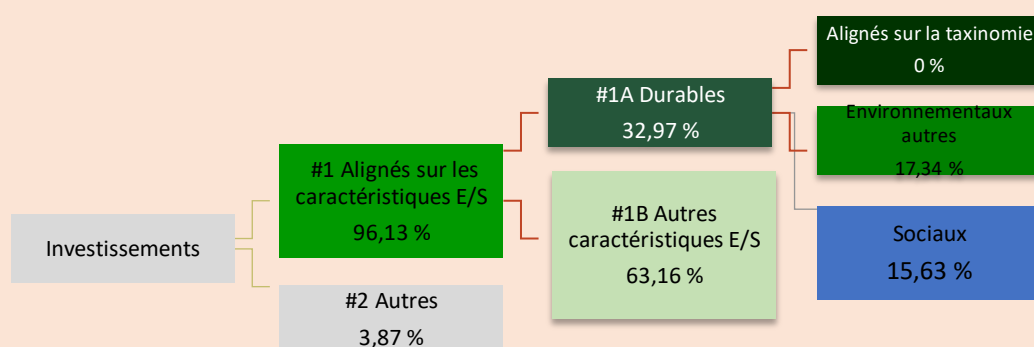 Investissements
#1 Alignés sur les
caractéristiques E/S
96,13 %
#2 Autres
3,87 %
#1A Durables
32,97 %
#1B Autres
caractéristiques E/S
63,16 %
Alignés sur la taxinomie
0 %
Environnementaux
autres
17,34 %
Sociaux
15,63 %